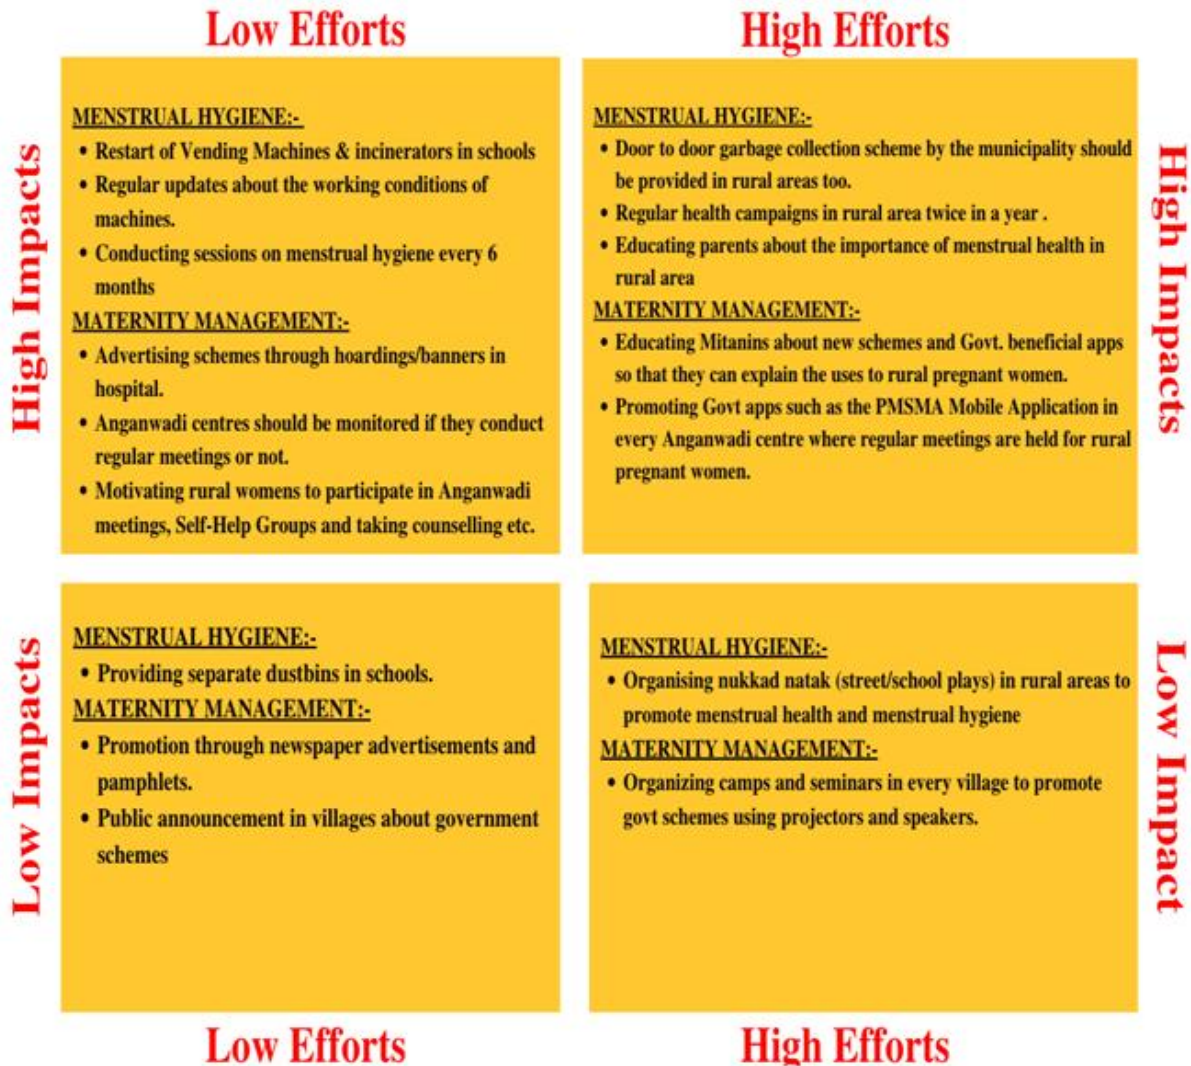 Low Efforts
High Efforts
High Impacts
MENSTRUAL HYGIENE:-
• Restart of Vending Machines & incinerators in schools
• Regular updates about the working conditions of
machines.
• Conducting sessions on menstrual hygiene every 6
months
MATERNITY MANAGEMENT:-
• Advertising schemes through hoardings/banners in
hospital.
• Anganwadi centres should be monitored if they conduct
regular meetings or not.
• Motivating rural womens to participate in Anganwadi
meetings, Self-Help Groups and taking counselling etc.
MENSTRUAL HYGIENE:-
• Door to door garbage collection scheme by the municipality should
be provided in rural areas too.
• Regular health campaigns in rural area twice in a year .
• Educating parents about the importance of menstrual health in
rural area
MATERNITY MANAGEMENT:-
• Educating Mitanins about new schemes and Govt. beneficial apps
so that they can explain the uses to rural pregnant women.
• Promoting Govt apps such as the PMSMA Mobile Application in
every Anganwadi centre where regular meetings are held for rural
pregnant women.
High Impacts
Low Impacts
MENSTRUAL HYGIENE:-
• Providing separate dustbins in schools.
MATERNITY MANAGEMENT:-
• Promotion through newspaper advertisements and
pamphlets.
• Public announcement in villages about government
schemes
MENSTRUAL HYGIENE:-
• Organising nukkad natak (street/school plays) in rural areas to
promote menstrual health and menstrual hygiene
MATERNITY MANAGEMENT:-
• Organizing camps and seminars in every village to promote
govt schemes using projectors and speakers.
Low Impact
Low Efforts
High Efforts